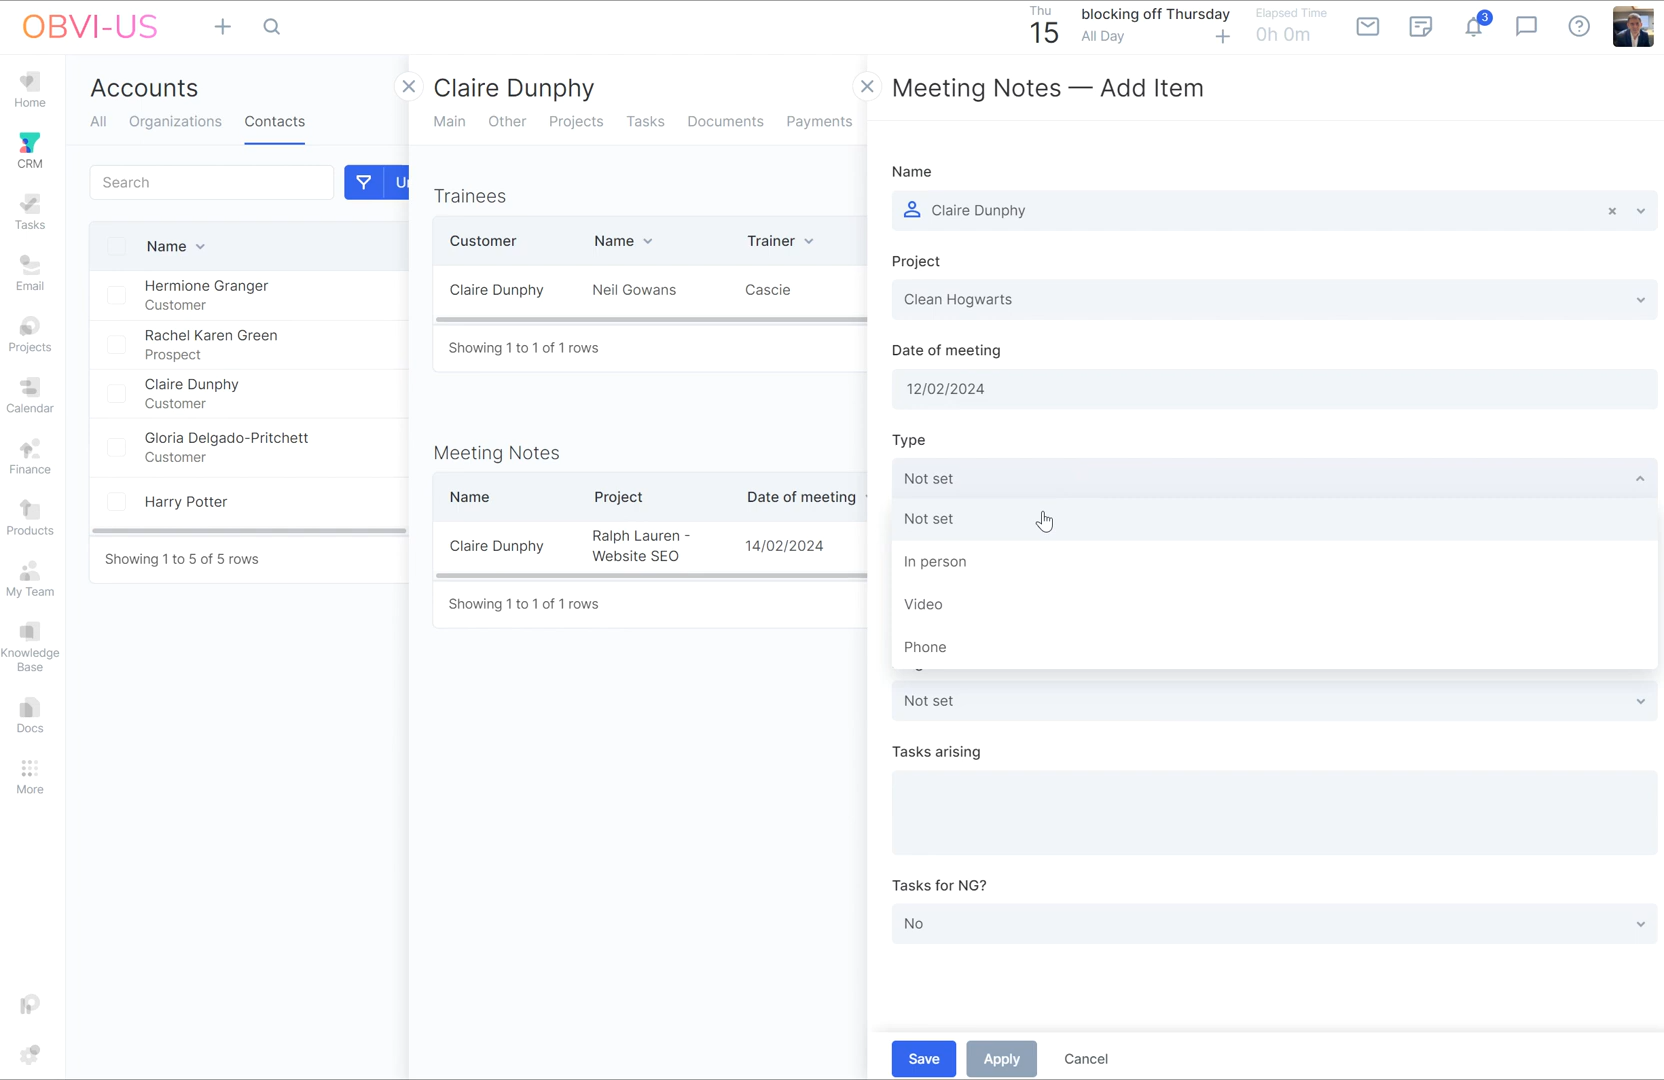 OBVI-US
Thu
15
blocking off Thursday
All Day
Elapsed Time
0h 0m
3
Home
CRM
Tasks
Email
Projects
Calendar
Finance
Products
My Team
Knowledge
Base
Docs
More
Accounts
All Organizations Contacts
Search
Name
Hermione Granger
Customer
Rachel Karen Green
Prospect
Claire Dunphy
Customer
Gloria Delgado-Pritchett
Customer
Harry Potter
Showing 1 to 5 of 5 rows
Claire Dunphy
Main Other Projects Tasks Documents Payments
Trainees
Customer Name Trainer
Claire Dunphy Neil Gowans Cascie
Showing 1 to 1 of 1 rows
Meeting Notes
Name Project Date of meeting
Claire Dunphy Ralph Lauren - 14/02/2024
Website SEO
Showing 1 to 1 of 1 rows
Meeting Notes — Add Item
Name
Claire Dunphy
Project
Clean Hogwarts
Date of meeting
12/02/2024
Type
Not set
Not set
In person
Video
Phone
Not set
Tasks arising
Tasks for NG?
No
Save Apply Cancel